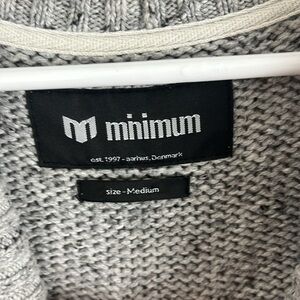 minimum
est. 1997 - aarhus, Denmark
size - Medium